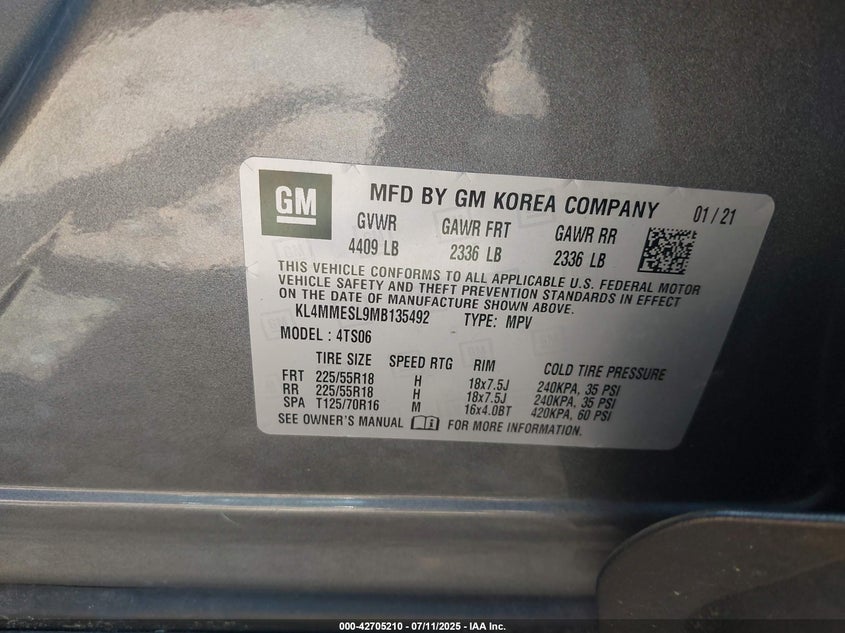 GM
MFD BY GM KOREA COMPANY 01/21
GVWR GAWR FRT GAWR RR
4409 LB 2336 LB 2336 LB
THIS VEHICLE CONFORMS TO ALL APPLICABLE U.S. FEDERAL MOTOR
VEHICLE SAFETY AND THEFT PREVENTION STANDARDS IN EFFECT
ON THE DATE OF MANUFACTURE SHOWN ABOVE.
KL4MMESL9MB135492 TYPE: MPV
MODEL : 4TS06
TIRE SIZE SPEED RTG RIM COLD TIRE PRESSURE
FRT 225/55R18 H 18x7.5J 240KPA, 35 PSI
RR 225/55R18 H 18x7.5J 240KPA, 35 PSI
SPA T125/70R16 M 16x4.0BT 420KPA, 60 PSI
SEE OWNER'S MANUAL FOR MORE INFORMATION.
000-42705210 - 07/11/2025 - IAA Inc.